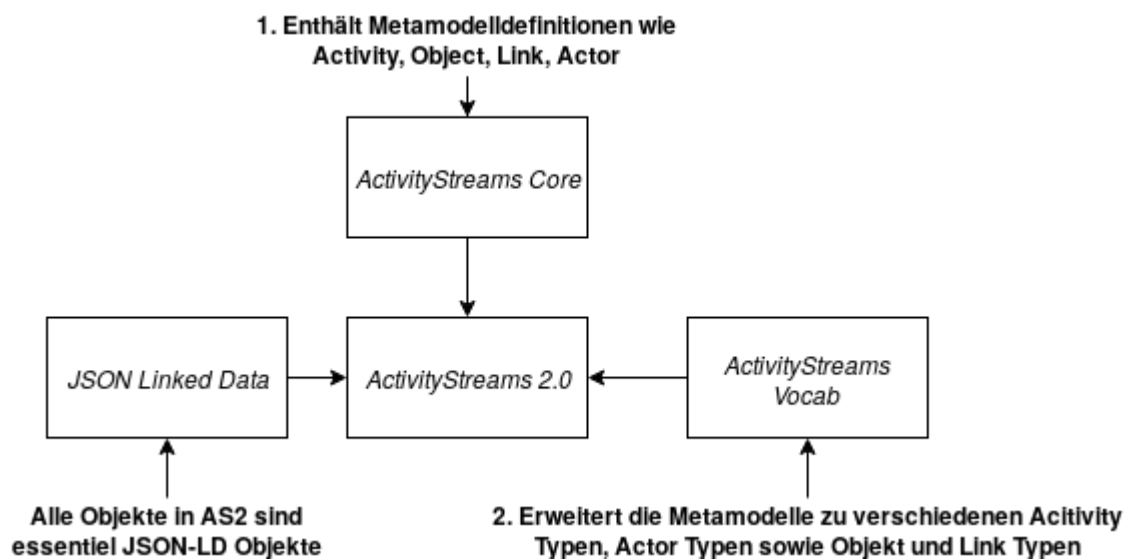 1. Enthält Metamodelldefinitionen wie
Activity, Object, Link, Actor
ActivityStreams Core
JSON Linked Data
ActivityStreams 2.0
ActivityStreams
Vocab
Alle Objekte in AS2 sind
essentiel JSON-LD Objekte
2. Erweitert die Metamodelle zu verschiedenen Acitivity
Typen, Actor Typen sowie Objekt und Link Typen